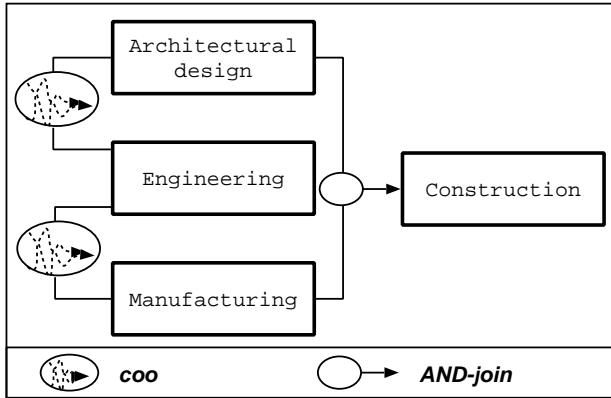 Architectural
design
Engineering
Construction
Manufacturing
coo
AND-join